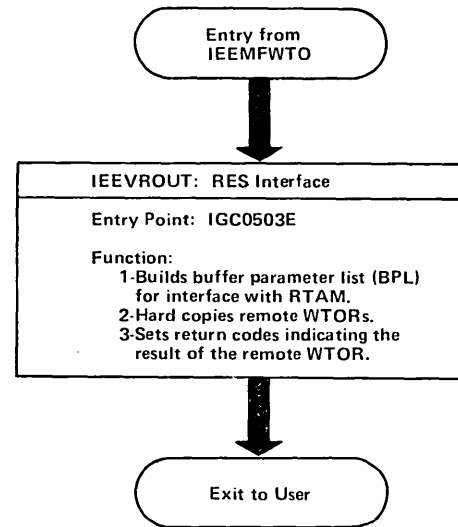 Entry from
IEEMFWTO
IEEVROUT: RES Interface
Entry Point: IGC0503E
Function:
1-Builds buffer parameter list (BPL)
for interface with RTAM.
2-Hard copies remote WTORs.
3-Sets return codes indicating the
result of the remote WTOR.
Exit to User